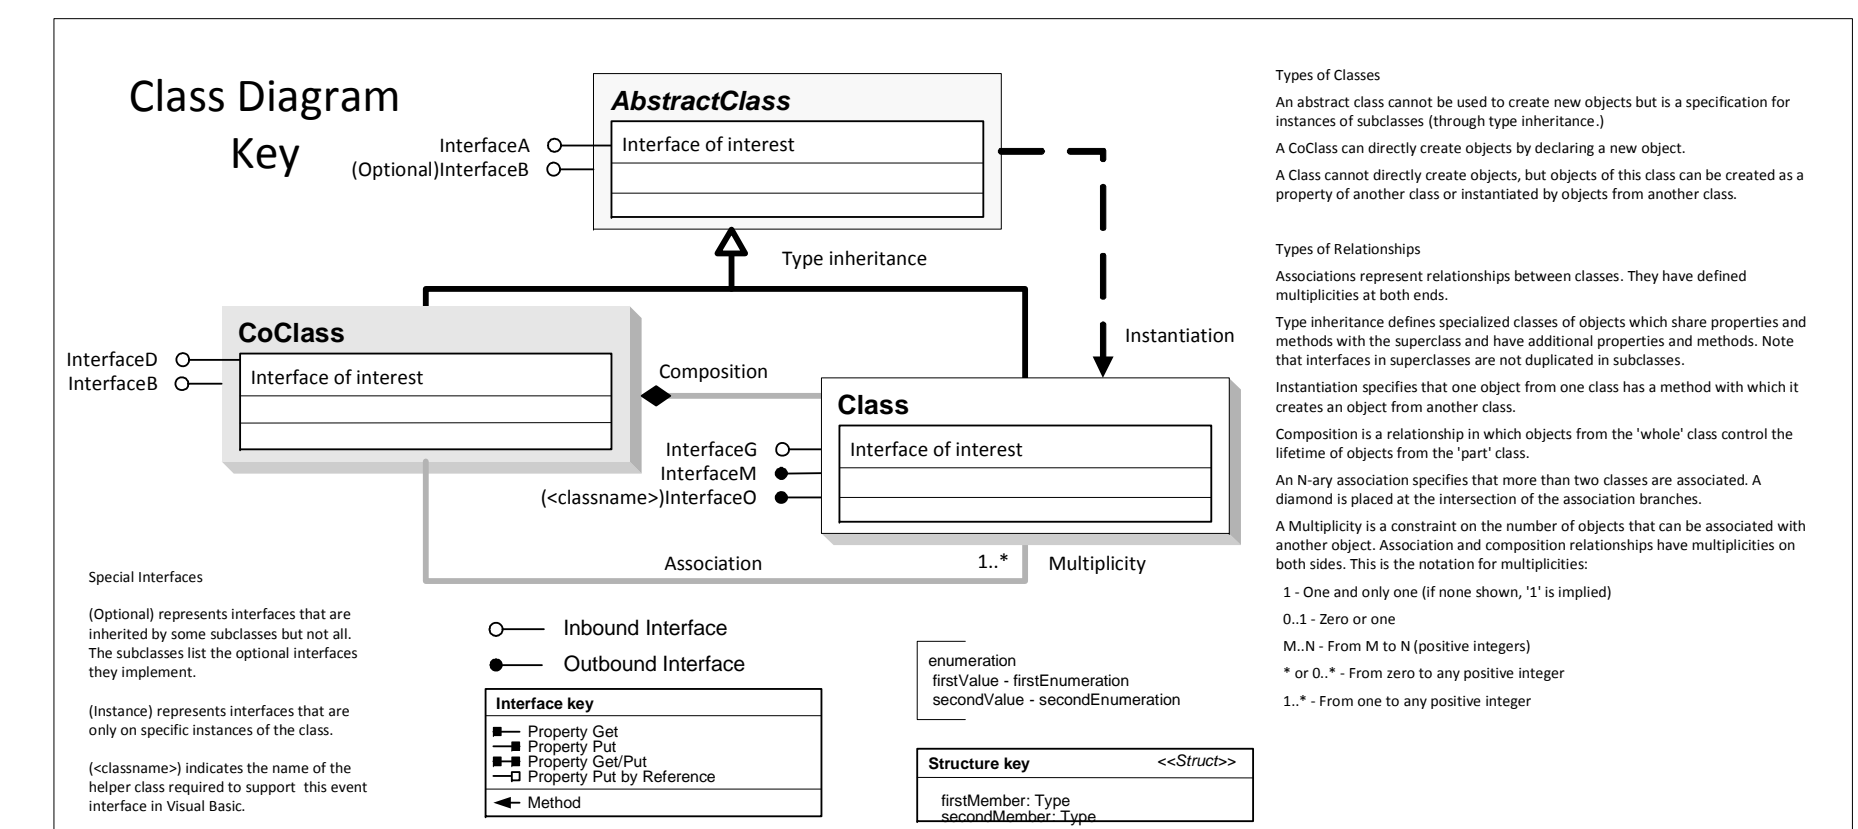 Class Diagram
Key
AbstractClass
Interface of interest
InterfaceA
(Optional)InterfaceB
Type inheritance
Instantiation
CoClass
Interface of interest
InterfaceD
InterfaceB
Composition
Class
Interface of interest
InterfaceG
InterfaceM
(<classname>)InterfaceO
Association
1..*
Multiplicity
Special Interfaces
(Optional) represents interfaces that are
inherited by some subclasses but not all.
The subclasses list the optional interfaces
they implement.
(Instance) represents interfaces that are
only on specific instances of the class.
(<classname>) indicates the name of the
helper class required to support this event
interface in Visual Basic.
Inbound Interface
Outbound Interface
Interface key
Property Get
Property Put
Property Get/Put
Property Put by Reference
Method
enumeration
firstValue - firstEnumeration
secondValue - secondEnumeration
Structure key <<Struct>>
firstMember: Type
secondMember: Type
Types of Classes
An abstract class cannot be used to create new objects but is a specification for
instances of subclasses (through type inheritance.)
A CoClass can directly create objects by declaring a new object.
A Class cannot directly create objects, but objects of this class can be created as a
property of another class or instantiated by objects from another class.
Types of Relationships
Associations represent relationships between classes. They have defined
multiplicities at both ends.
Type inheritance defines specialized classes of objects which share properties and
methods with the superclass and have additional properties and methods. Note
that interfaces in superclasses are not duplicated in subclasses.
Instantiation specifies that one object from one class has a method with which it
creates an object from another class.
Composition is a relationship in which objects from the 'whole' class control the
lifetime of objects from the 'part' class.
An N-ary association specifies that more than two classes are associated. A
diamond is placed at the intersection of the association branches.
A Multiplicity is a constraint on the number of objects that can be associated with
another object. Association and composition relationships have multiplicities on
both sides. This is the notation for multiplicities:
1 - One and only one (if none shown, '1' is implied)
0..1 - Zero or one
M..N - From M to N (positive integers)
* or 0..* - From zero to any positive integer
1..* - From one to any positive integer